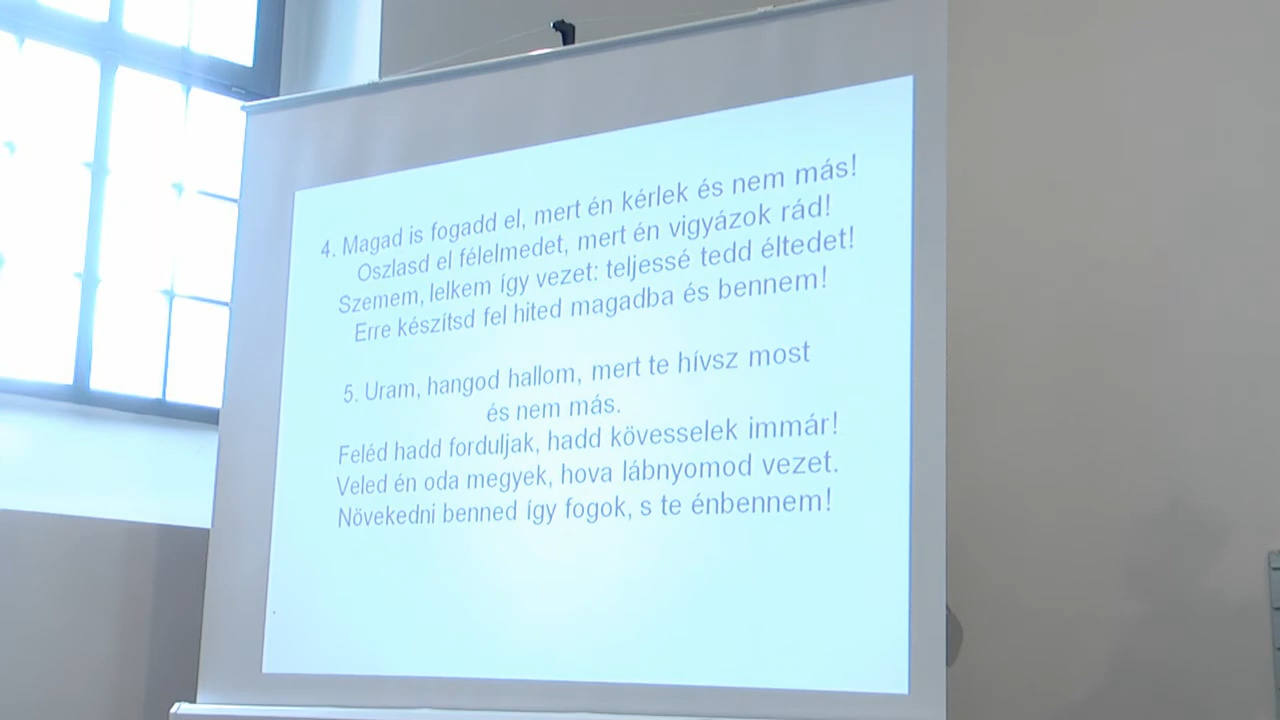 4. Magad is fogadd el, mert én kérlek és nem más!
Oszlasd el félelmedet, mert én vigyázok rád!
Szemem, lelkem így vezet: teljessé tedd éltedet!
Erre készítsd fel hited magadba és bennem!
5. Uram, hangod hallom, mert te hívsz most
és nem más.
Feléd hadd forduljak, hadd kövesselek immár!
Veled én oda megyek, hova lábnyomod vezet.
Növekedni benned így fogok, s te énbennem!